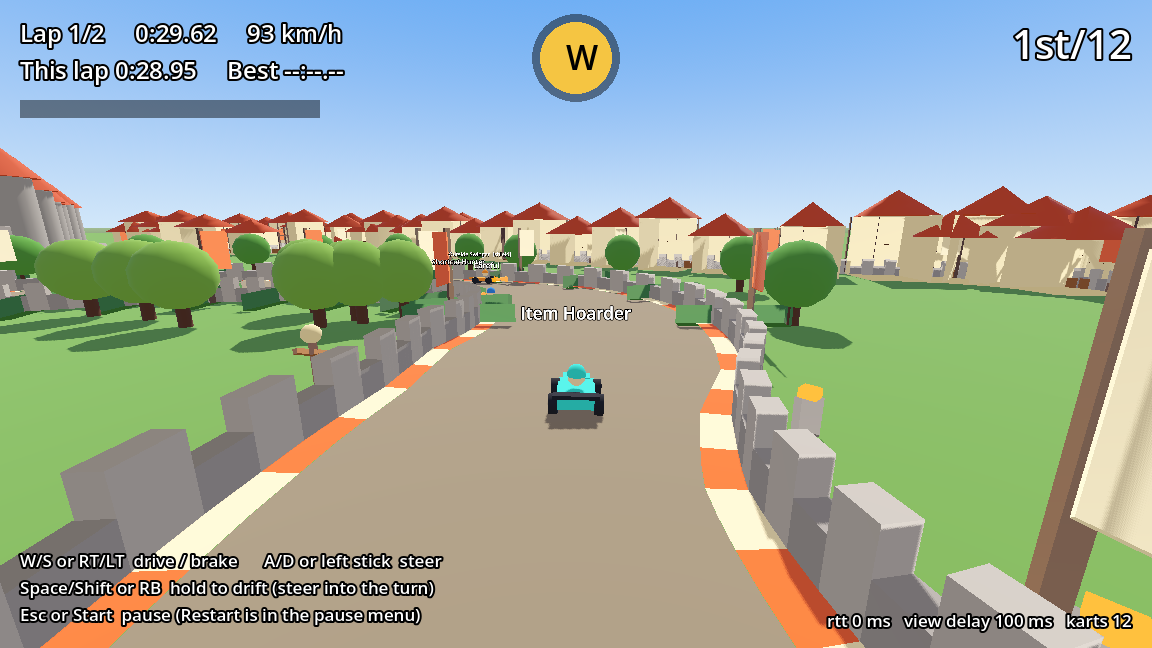 Lap 1/2 0:29.62 93 km/h
This lap 0:28.95 Best --:--.--
W
1st/12
Careful
Item Hoarder
W/S or RT/LT drive / brake A/D or left stick steer
Space/Shift or RB hold to drift (steer into the turn)
Esc or Start pause (Restart is in the pause menu)
rtt 0 ms view delay 100 ms karts 12